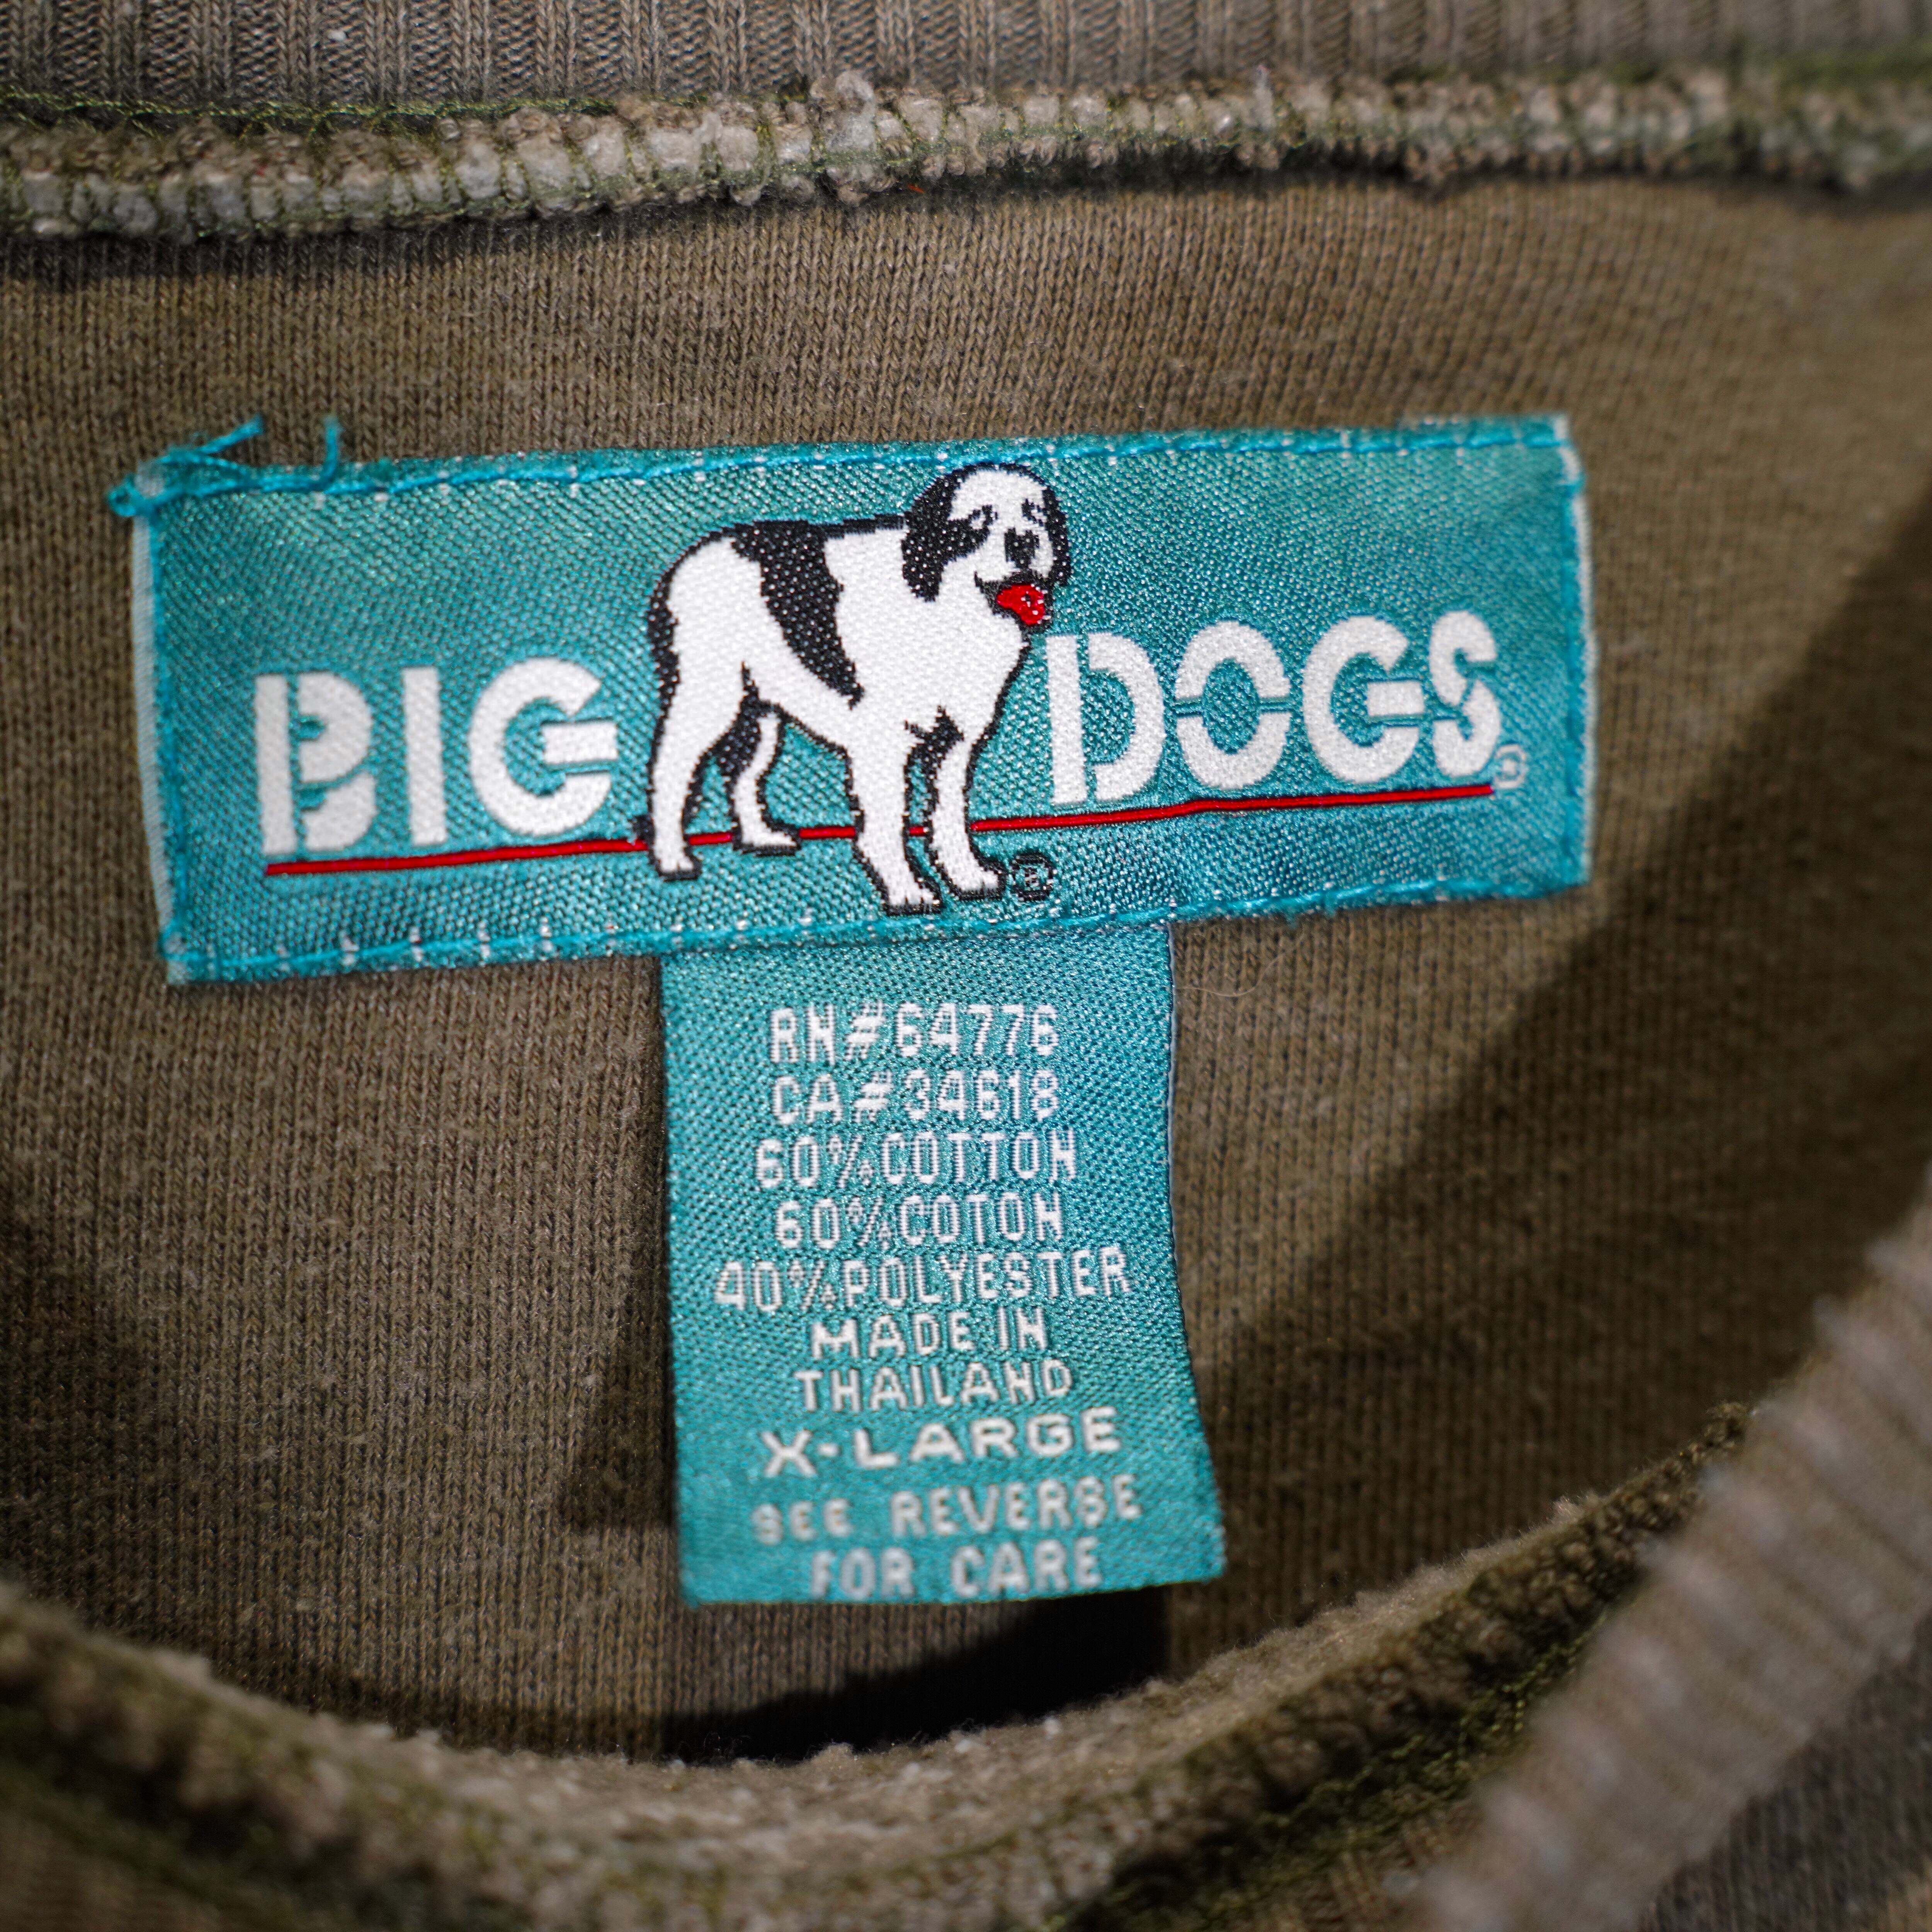 BIG DOGS®
®
RN#64776
CA#34618
60%COTTON
60%COTON
40%POLYESTER
MADE IN
THAILAND
X-LARGE
SEE REVERSE
FOR CARE